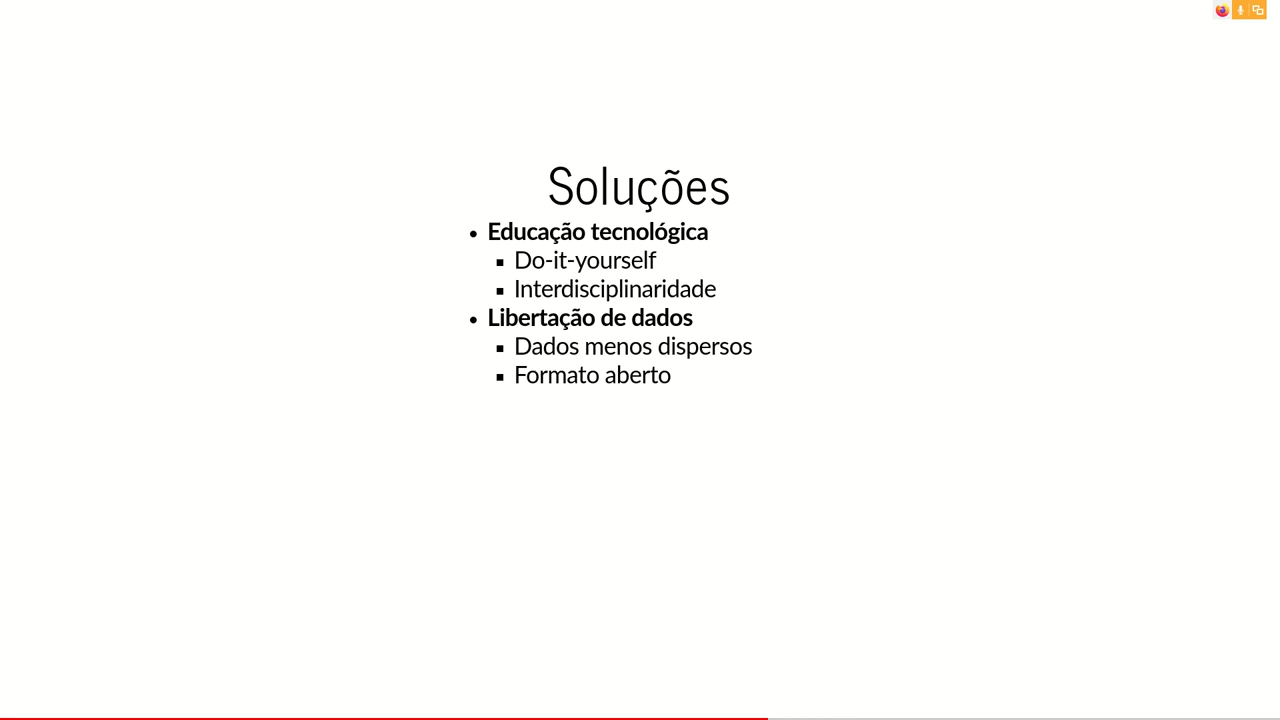 Soluções
Educação tecnológica
Do-it-yourself
Interdisciplinaridade
Libertação de dados
Dados menos dispersos
Formato aberto